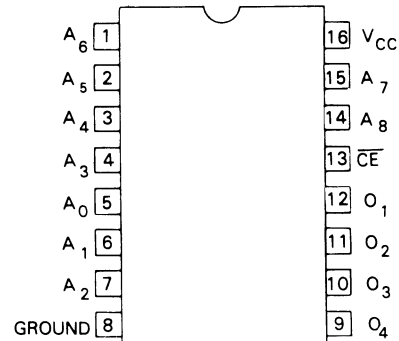 A6 1 16 VCC
A5 2 15 A7
A4 3 14 A8
A3 4 13 C̅E̅
A0 5 12 O1
A1 6 11 O2
A2 7 10 O3
GROUND 8 9 O4